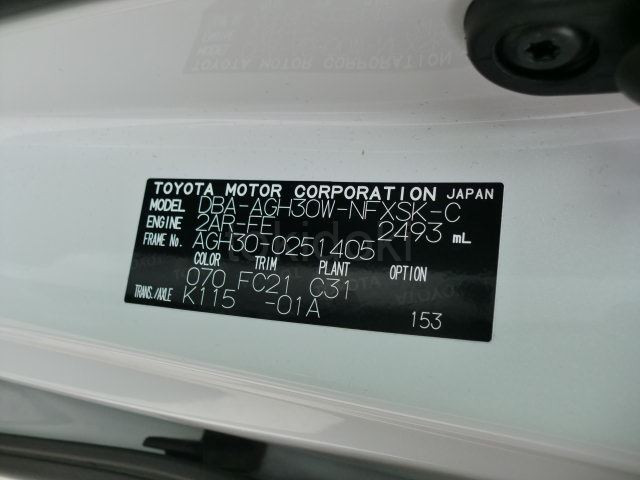 TOYOTA MOTOR CORPORATION JAPAN
MODEL DBA-AGH30W-NFXSK-C
ENGINE 2AR-FE 2493 mL
FRAME No. AGH30-0251405
COLOR TRIM PLANT OPTION
070 FC21 C31
TRANS./AXLE K115 -01A
153